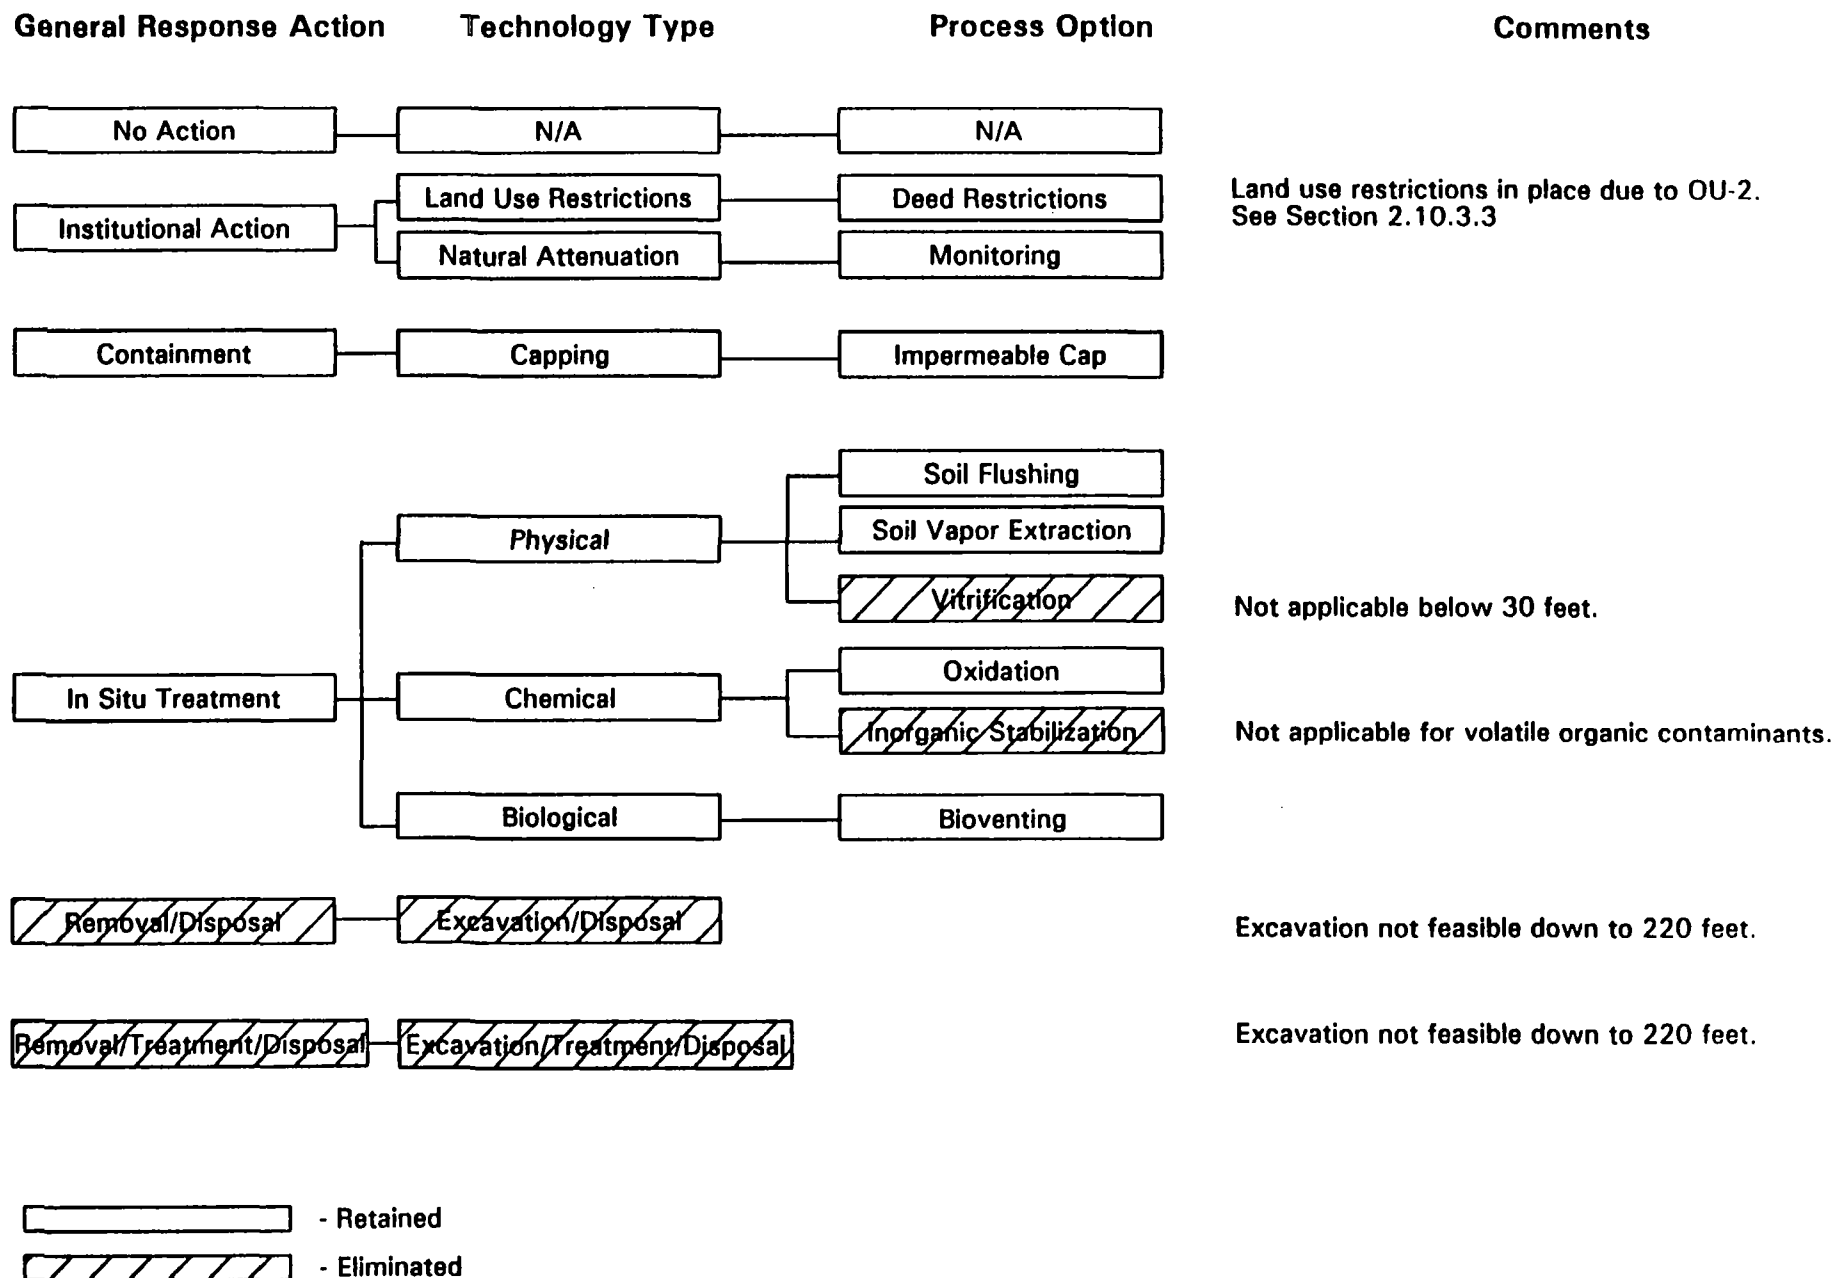 General Response Action Technology Type Process Option Comments
No Action N/A N/A
Land Use Restrictions Deed Restrictions Land use restrictions in place due to OU-2.
See Section 2.10.3.3
Institutional Action
Natural Attenuation Monitoring
Containment Capping Impermeable Cap
Soil Flushing
Physical Soil Vapor Extraction
Vitrification Not applicable below 30 feet.
Oxidation
In Situ Treatment Chemical
Inorganic Stabilization Not applicable for volatile organic contaminants.
Biological Bioventing
Removal/Disposal Excavation/Disposal Excavation not feasible down to 220 feet.
Removal/Treatment/Disposal Excavation/Treatment/Disposal Excavation not feasible down to 220 feet.
- Retained
- Eliminated